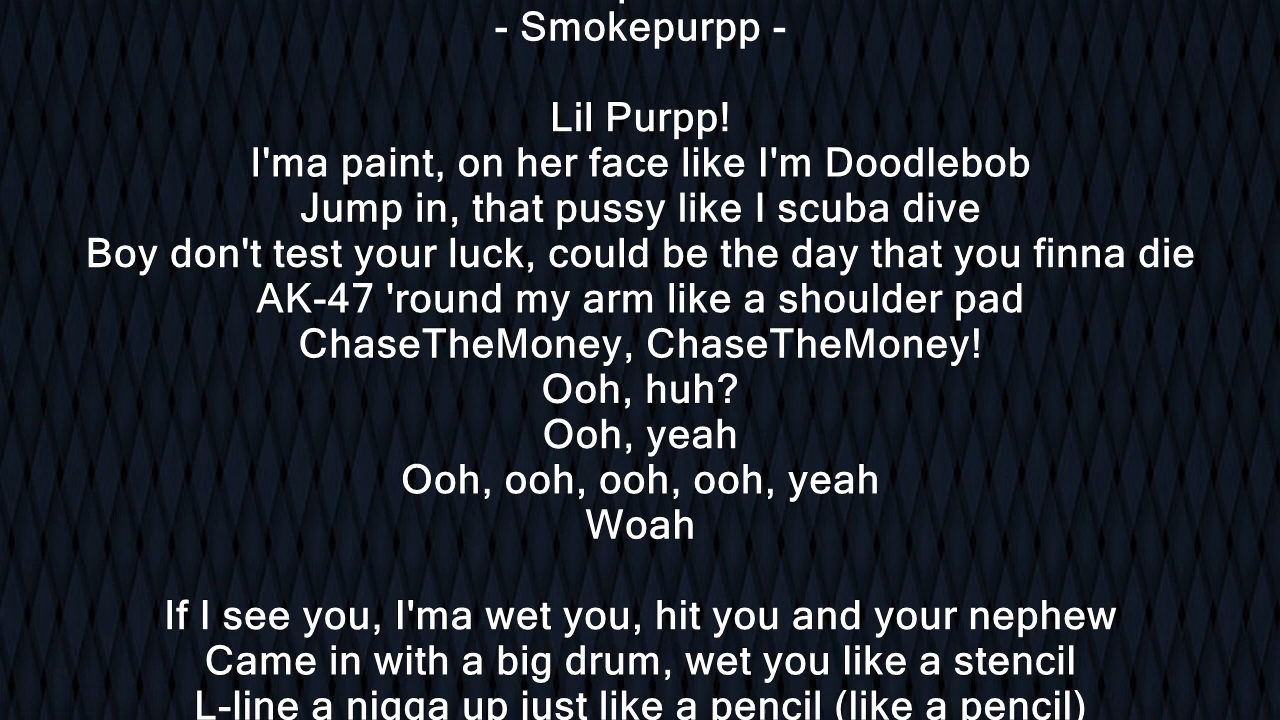 - Smokepurpp -
Lil Purpp!
I'ma paint, on her face like I'm Doodlebob
Jump in, that pussy like I scuba dive
Boy don't test your luck, could be the day that you finna die
AK-47 'round my arm like a shoulder pad
ChaseTheMoney, ChaseTheMoney!
Ooh, huh?
Ooh, yeah
Ooh, ooh, ooh, ooh, yeah
Woah
If I see you, I'ma wet you, hit you and your nephew
Came in with a big drum, wet you like a stencil
L-line a nigga up just like a pencil (like a pencil)